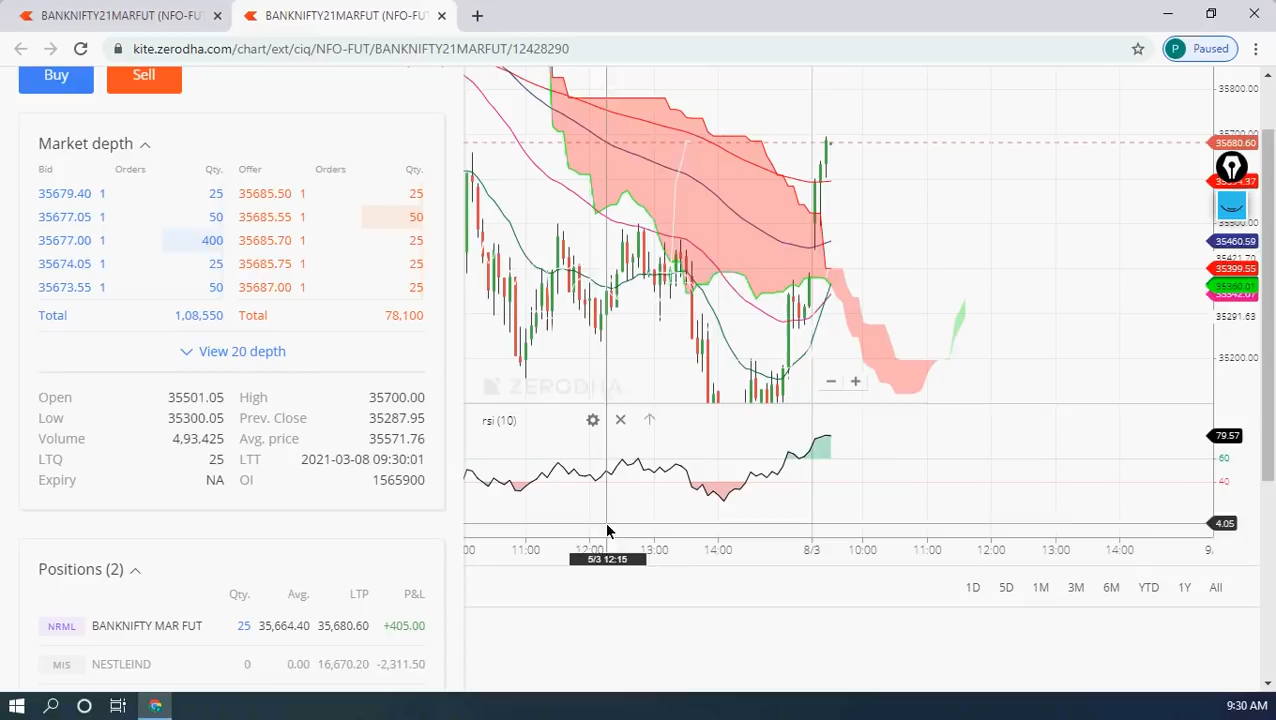 BANKNIFTY21MARFUT (NFO-FUT
BANKNIFTY21MARFUT (NFO-FUT
kite.zerodha.com/chart/ext/ciq/NFO-FUT/BANKNIFTY21MARFUT/12428290
P Paused
Buy Sell
Market depth
Bid Orders Qty. Offer Orders Qty.
35679.40 1 25 35685.50 1 25
35677.05 1 50 35685.55 1 50
35677.00 1 400 35685.70 1 25
35674.05 1 25 35685.75 1 25
35673.55 1 50 35687.00 1 25
Total 1,08,550 Total 78,100
View 20 depth
Open 35501.05 High 35700.00
Low 35300.05 Prev. Close 35287.95
Volume 4,93,425 Avg. price 35571.76
LTQ 25 LTT 2021-03-08 09:30:01
Expiry NA OI 1565900
Positions (2)
Qty. Avg. LTP P&L
NRML BANKNIFTY MAR FUT 25 35,664.40 35,680.60 +405.00
MIS NESTLEIND 0 0.00 16,670.20 -2,311.50
35800.00
35680.60
35460.59
35399.55
35360.01
35291.63
35200.00
ZERODHA
rsi (10)
79.57
60
40
4.05
:00 11:00 12:00 13:00 14:00 8/3 10:00 11:00 12:00 13:00 14:00 9.
5/3 12:15
1D 5D 1M 3M 6M YTD 1Y All
9:30 AM